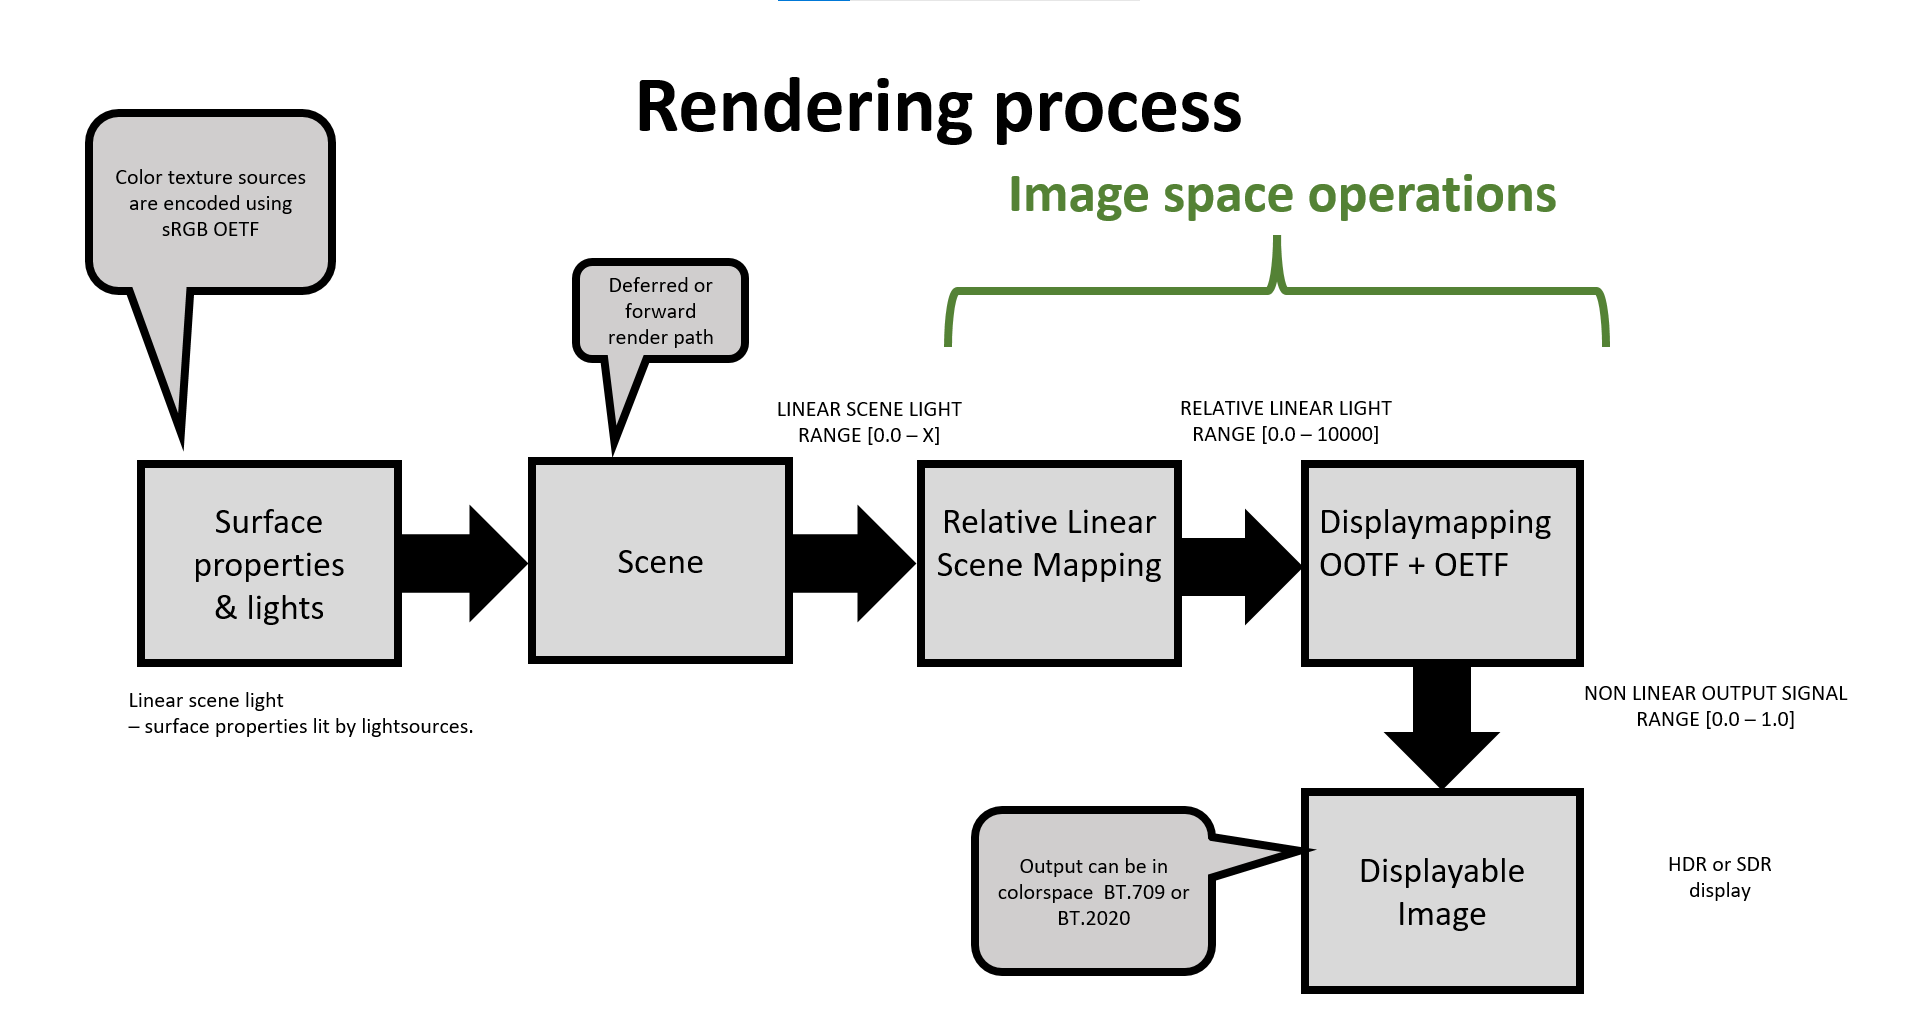 Rendering process
Image space operations
Color texture sources
are encoded using
sRGB OETF
Deferred or
forward
render path
LINEAR SCENE LIGHT
RANGE [0.0 – X]
RELATIVE LINEAR LIGHT
RANGE [0.0 – 10000]
Surface
properties
& lights
Scene
Relative Linear
Scene Mapping
Displaymapping
OOTF + OETF
Linear scene light
– surface properties lit by lightsources.
NON LINEAR OUTPUT SIGNAL
RANGE [0.0 – 1.0]
Output can be in
colorspace  BT.709 or
BT.2020
Displayable
Image
HDR or SDR
display